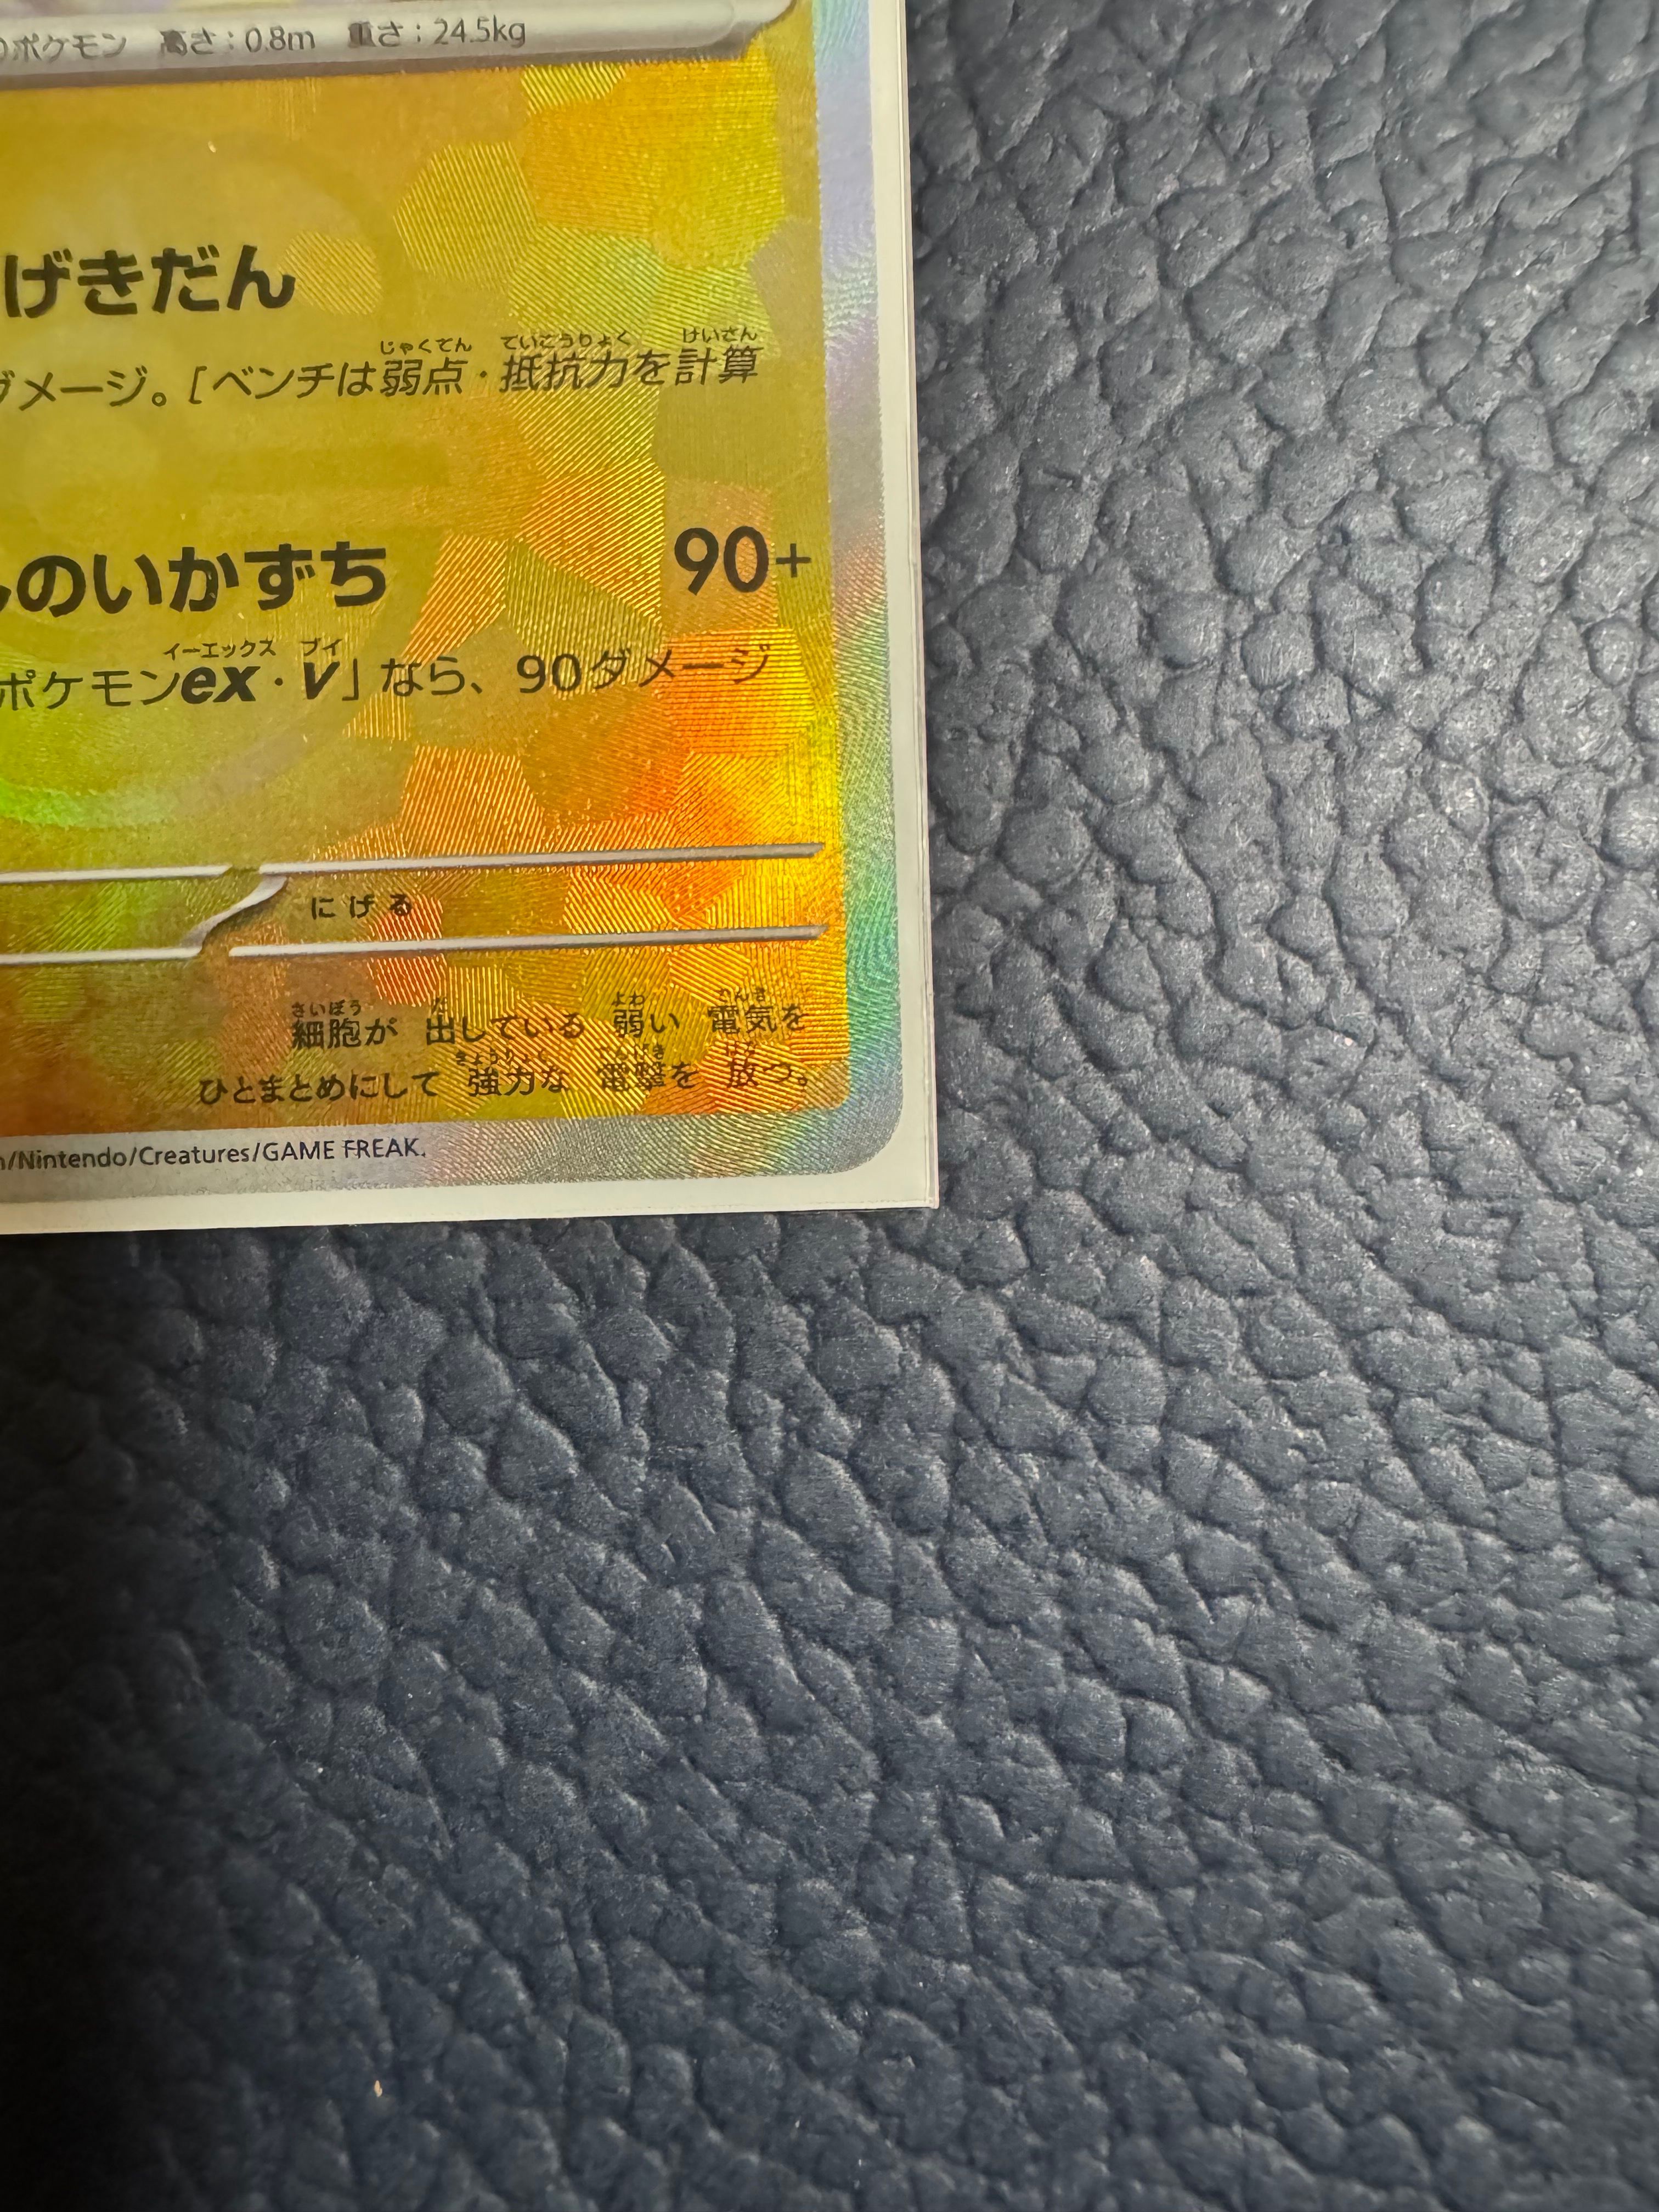 のポケモン 高さ：0.8m 重さ：24.5kg
げきだん
じゃくてん ていこうりょく けいさん
ダメージ。［ベンチは弱点・抵抗力を計算
んのいかずち 90+
イーエックス ブイ
ポケモンex・V」なら、90ダメージ
にげる
さいぼう だ よわ でんき
細胞が 出している 弱い 電気を
きょうりょく でんげき はな
ひとまとめにして 強力な 電撃を 放つ。
/Nintendo/Creatures/GAME FREAK.